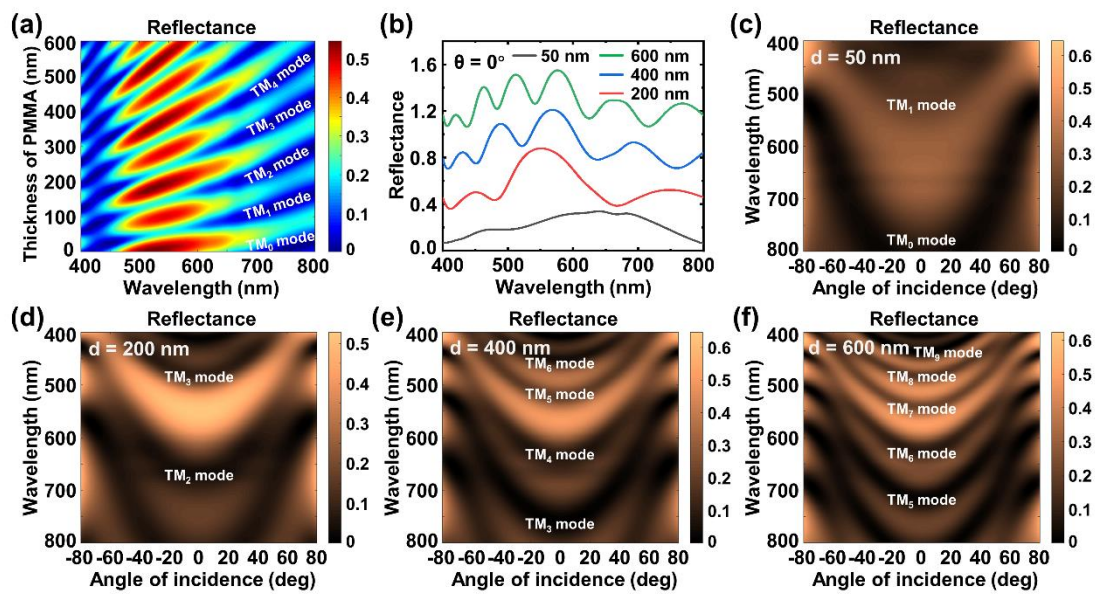 (a)
Reflectance
Thickness of PMMA (nm)
600
500
400
300
200
100
0
400 500 600 700 800
Wavelength (nm)
TM₄ mode
TM₃ mode
TM₂ mode
TM₁ mode
TM₀ mode
0.5
0.4
0.3
0.2
0.1
0
(b)
Reflectance
1.8
1.2
0.6
0.0
400 500 600 700 800
Wavelength (nm)
θ = 0°
50 nm
600 nm
400 nm
200 nm
(c)
Reflectance
d = 50 nm
Wavelength (nm)
400
500
600
700
800
-80 -60 -40 -20 0 20 40 60 80
Angle of incidence (deg)
TM₁ mode
TM₀ mode
0.6
0.5
0.4
0.3
0.2
0.1
0
(d)
Reflectance
d = 200 nm
Wavelength (nm)
400
500
600
700
800
-80 -60 -40 -20 0 20 40 60 80
Angle of incidence (deg)
TM₃ mode
TM₂ mode
0.5
0.4
0.3
0.2
0.1
0
(e)
Reflectance
d = 400 nm
Wavelength (nm)
400
500
600
700
800
-80 -60 -40 -20 0 20 40 60 80
Angle of incidence (deg)
TM₆ mode
TM₅ mode
TM₄ mode
TM₃ mode
0.6
0.5
0.4
0.3
0.2
0.1
0
(f)
Reflectance
d = 600 nm
Wavelength (nm)
400
500
600
700
800
-80 -60 -40 -20 0 20 40 60 80
Angle of incidence (deg)
TM₉ mode
TM₈ mode
TM₇ mode
TM₆ mode
TM₅ mode
0.6
0.5
0.4
0.3
0.2
0.1
0